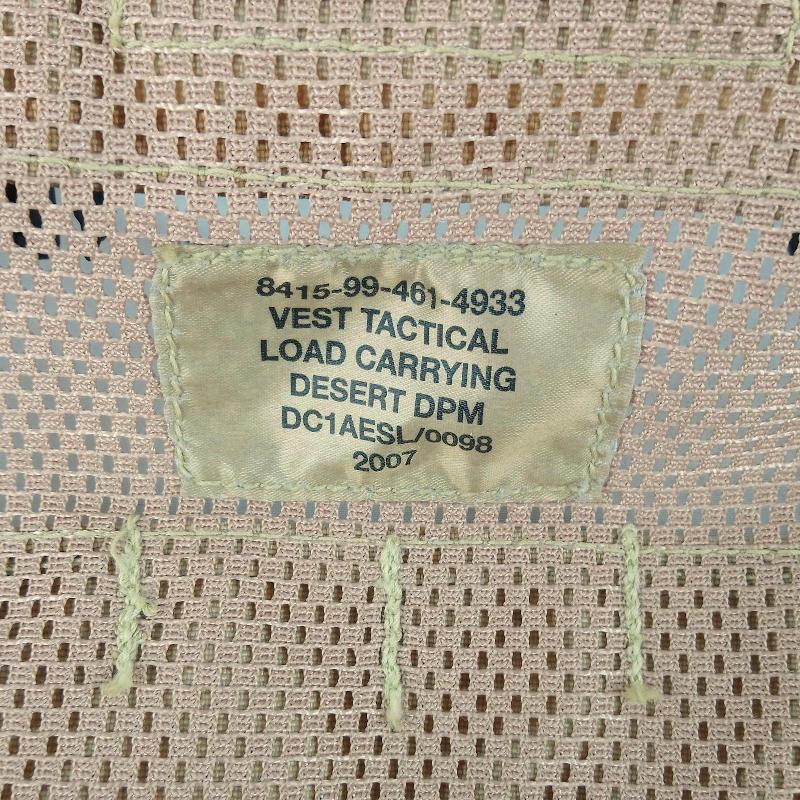 8415-99-461-4933
VEST TACTICAL
LOAD CARRYING
DESERT DPM
DC1AESL/0098
2007